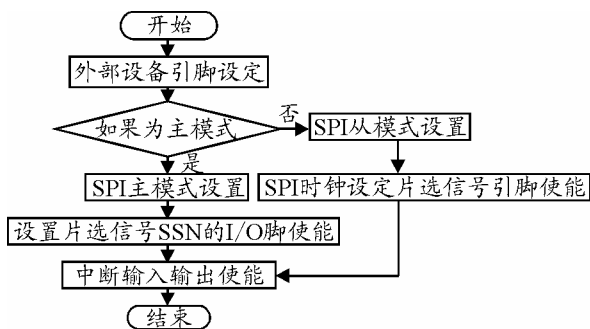 开始
外部设备引脚设定
如果为主模式
否
SPI从模式设置
是
SPI主模式设置
SPI时钟设定片选信号引脚使能
设置片选信号SSN的I/O脚使能
中断输入输出使能
结束